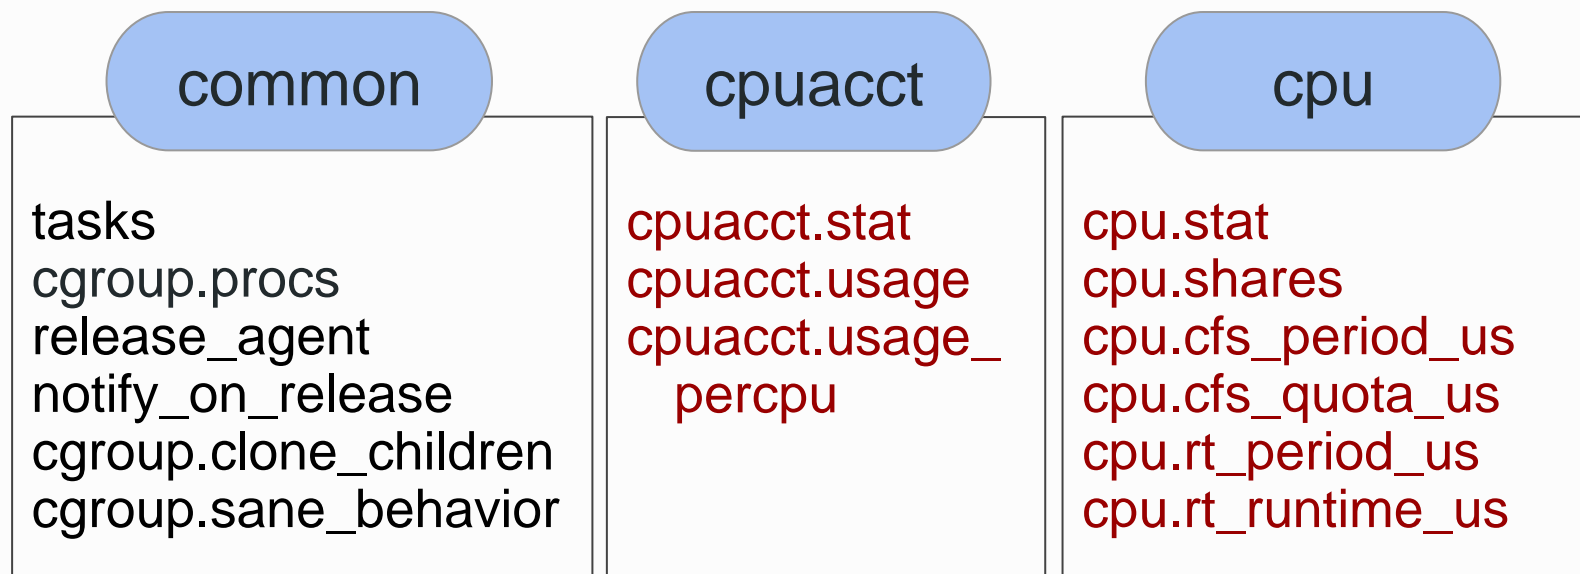 common
tasks
cgroup.procs
release_agent
notify_on_release
cgroup.clone_children
cgroup.sane_behavior
cpuacct
cpuacct.stat
cpuacct.usage
cpuacct.usage_
percpu
cpu
cpu.stat
cpu.shares
cpu.cfs_period_us
cpu.cfs_quota_us
cpu.rt_period_us
cpu.rt_runtime_us